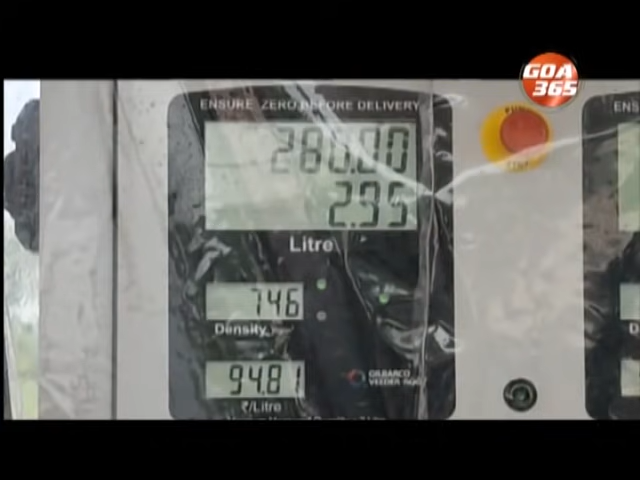 GOA
365
ENSURE ZERO BEFORE DELIVERY
280.00
2.95
Litre
746
Density
94.81
GILBARCO
VEEDER ROOT
₹/Litre
ENS